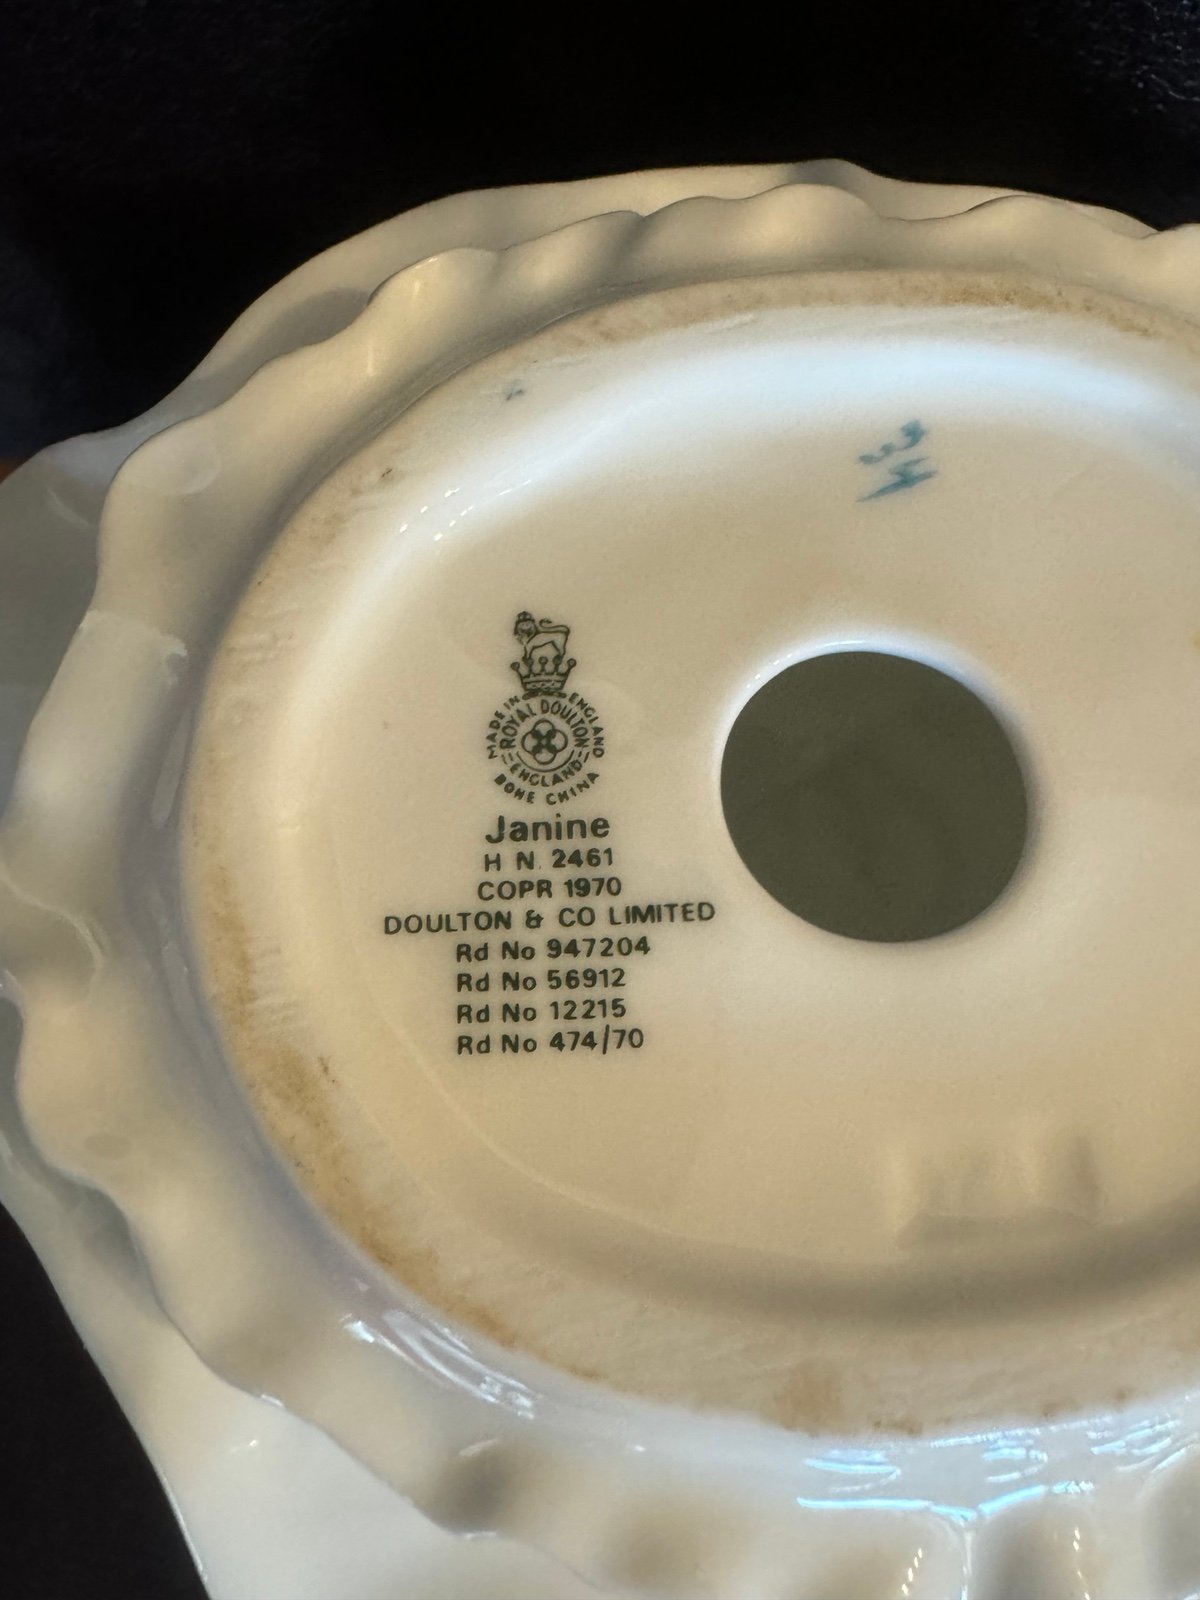 MADE IN ENGLAND
ROYAL DOULTON
ENGLAND
BONE CHINA
Janine
H N. 2461
COPR 1970
DOULTON & CO LIMITED
Rd No 947204
Rd No 56912
Rd No 12215
Rd No 474/70